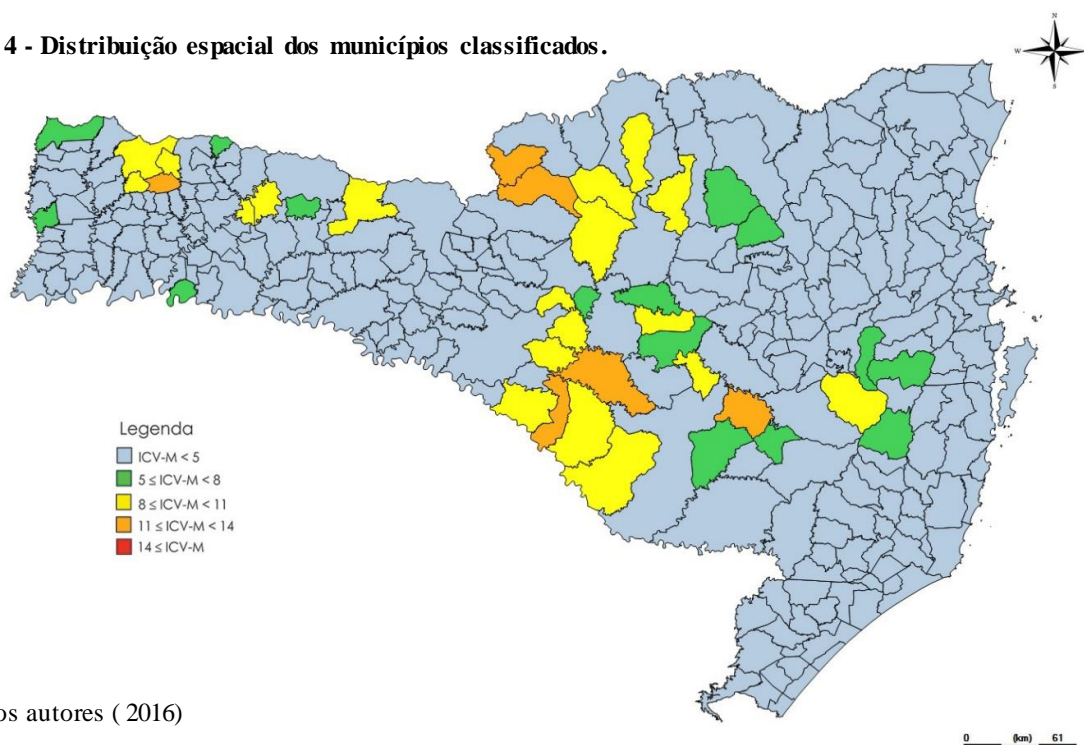 N
4 - Distribuição espacial dos municípios classificados.
W
S
Legenda
ICV-M < 5
5 ≤ ICV-M < 8
8 ≤ ICV-M < 11
11 ≤ ICV-M < 14
14 ≤ ICV-M
os autores ( 2016)
0 (km) 61